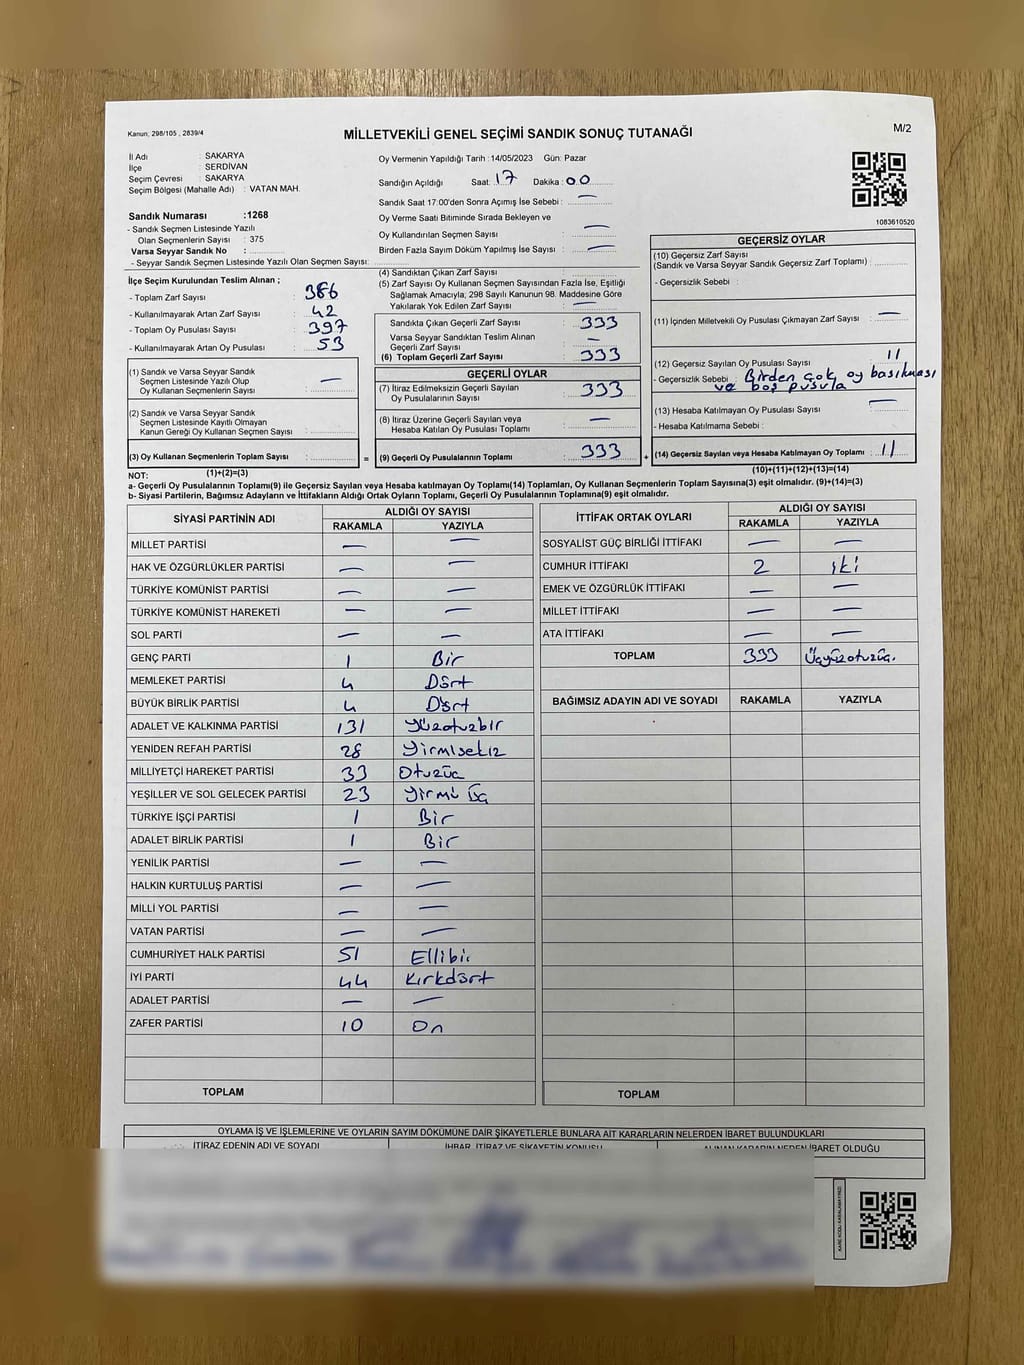 Kanun; 298/105 , 2839/4
MİLLETVEKİLİ GENEL SEÇİMİ SANDIK SONUÇ TUTANAĞI
M/2
İl Adı : SAKARYA
İlçe : SERDİVAN
Seçim Çevresi : SAKARYA
Seçim Bölgesi (Mahalle Adı) : VATAN MAH.
Sandık Numarası :1268
- Sandık Seçmen Listesinde Yazılı
Olan Seçmenlerin Sayısı : 375
Varsa Seyyar Sandık No :
- Seyyar Sandık Seçmen Listesinde Yazılı Olan Seçmen Sayısı:
Oy Vermenin Yapıldığı Tarih : 14/05/2023 Gün: Pazar
Sandığın Açıldığı Saat: 17 Dakika: 00
Sandık Saat 17:00'den Sonra Açımış İse Sebebi : —
Oy Verme Saati Bitiminde Sırada Bekleyen ve
Oy Kullandırılan Seçmen Sayısı : —
Birden Fazla Sayım Döküm Yapılmış İse Sayısı : —
1083610520
İlçe Seçim Kurulundan Teslim Alınan ;
- Toplam Zarf Sayısı : 386
- Kullanılmayarak Artan Zarf Sayısı : 42
- Toplam Oy Pusulası Sayısı : 397
- Kullanılmayarak Artan Oy Pusulası : 53
(1) Sandık ve Varsa Seyyar Sandık
Seçmen Listesinde Yazılı Olup
Oy Kullanan Seçmenlerin Sayısı : —
(2) Sandık ve Varsa Seyyar Sandık
Seçmen Listesinde Kayıtlı Olmayan
Kanun Gereği Oy Kullanan Seçmen Sayısı :
(3) Oy Kullanan Seçmenlerin Toplam Sayısı :
(1)+(2)=(3)
=
(4) Sandıktan Çıkan Zarf Sayısı :
(5) Zarf Sayısı Oy Kullanan Seçmen Sayısından Fazla İse, Eşitliği
Sağlamak Amacıyla; 298 Sayılı Kanunun 98. Maddesine Göre
Yakılarak Yok Edilen Zarf Sayısı : —
Sandıkta Çıkan Geçerli Zarf Sayısı : 333
Varsa Seyyar Sandıktan Teslim Alınan
Geçerli Zarf Sayısı : —
(6) Toplam Geçerli Zarf Sayısı : 333
GEÇERLİ OYLAR
(7) İtiraz Edilmeksizin Geçerli Sayılan
Oy Pusulalarının Sayısı : 333
(8) İtiraz Üzerine Geçerli Sayılan veya
Hesaba Katılan Oy Pusulası Toplamı : —
(9) Geçerli Oy Pusulalarının Toplamı : 333
+
GEÇERSİZ OYLAR
(10) Geçersiz Zarf Sayısı
(Sandık ve Varsa Seyyar Sandık Geçersiz Zarf Toplamı) :
- Geçersizlik Sebebi :
(11) İçinden Milletvekili Oy Pusulası Çıkmayan Zarf Sayısı : —
(12) Geçersiz Sayılan Oy Pusulası Sayısı : 11
- Geçersizlik Sebebi : Birden çok oy basılması
ve boş pusula
(13) Hesaba Katılmayan Oy Pusulası Sayısı : —
- Hesaba Katılmama Sebebi :
(14) Geçersiz Sayılan veya Hesaba Katılmayan Oy Toplamı : 11
(10)+(11)+(12)+(13)=(14)
NOT:
a- Geçerli Oy Pusulalarının Toplamı(9) ile Geçersiz Sayılan veya Hesaba Katılmayan Oy Toplamı(14) Toplamları, Oy Kullanan Seçmenlerin Toplam Sayısına(3) eşit olmalıdır. (9)+(14)=(3)
b- Siyasi Partilerin, Bağımsız Adayların ve İttifakların Aldığı Ortak Oyların Toplamı, Geçerli Oy Pusulalarının Toplamına(9) eşit olmalıdır.
SİYASİ PARTİNİN ADI ALDIĞI OY SAYISI
RAKAMLA YAZIYLA
MİLLET PARTİSİ — —
HAK VE ÖZGÜRLÜKLER PARTİSİ — —
TÜRKİYE KOMÜNİST PARTİSİ — —
TÜRKİYE KOMÜNİST HAREKETİ — —
SOL PARTİ — —
GENÇ PARTİ 1 Bir
MEMLEKET PARTİSİ 4 Dört
BÜYÜK BİRLİK PARTİSİ 4 Dört
ADALET VE KALKINMA PARTİSİ 131 Yüzotuzbir
YENİDEN REFAH PARTİSİ 28 Yirmisekiz
MİLLİYETÇİ HAREKET PARTİSİ 33 Otuzüç
YEŞİLLER VE SOL GELECEK PARTİSİ 23 Yirmi üç
TÜRKİYE İŞÇİ PARTİSİ 1 Bir
ADALET BİRLİK PARTİSİ 1 Bir
YENİLİK PARTİSİ — —
HALKIN KURTULUŞ PARTİSİ — —
MİLLİ YOL PARTİSİ — —
VATAN PARTİSİ — —
CUMHURİYET HALK PARTİSİ 51 Ellibir
İYİ PARTİ 44 Kırkdört
ADALET PARTİSİ — —
ZAFER PARTİSİ 10 On
TOPLAM
İTTİFAK ORTAK OYLARI ALDIĞI OY SAYISI
RAKAMLA YAZIYLA
SOSYALİST GÜÇ BİRLİĞİ İTTİFAKI — —
CUMHUR İTTİFAKI 2 iki
EMEK VE ÖZGÜRLÜK İTTİFAKI — —
MİLLET İTTİFAKI — —
ATA İTTİFAKI — —
TOPLAM 333 Üçyüzotuzüç.
BAĞIMSIZ ADAYIN ADI VE SOYADI RAKAMLA YAZIYLA
TOPLAM
OYLAMA İŞ VE İŞLEMLERİNE VE OYLARIN SAYIM DÖKÜMÜNE DAİR ŞİKAYETLERLE BUNLARA AİT KARARLARIN NELERDEN İBARET BULUNDUKLARI
İTİRAZ EDENİN ADI VE SOYADI İHBAR, İTİRAZ VE ŞİKAYETİN KONUSU ALINAN KARARIN NEDEN İBARET OLDUĞU